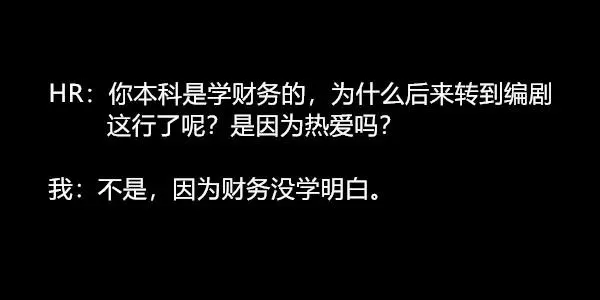 HR：你本科是学财务的，为什么后来转到编剧
这行了呢？是因为热爱吗？
我：不是，因为财务没学明白。